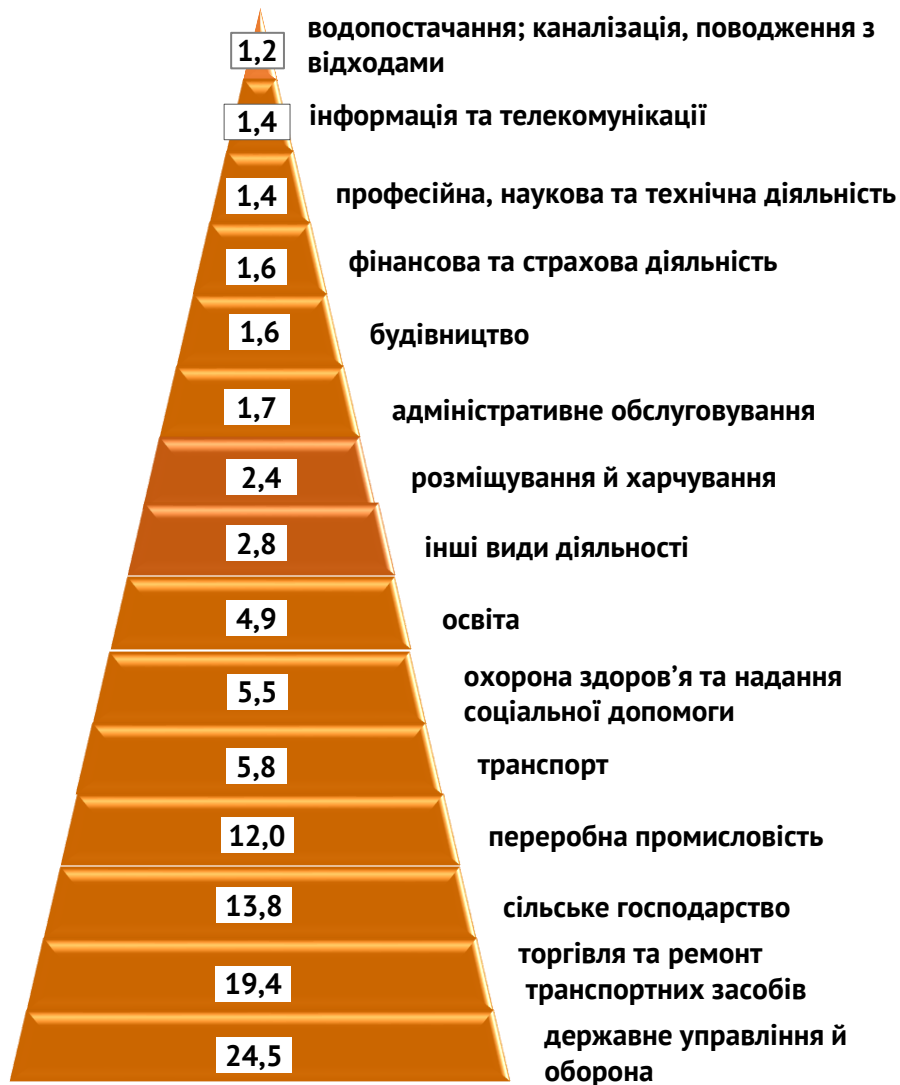 водопостачання; каналізація, поводження з
1,2
відходами
1,4
інформація та телекомунікації
1,4
професійна, наукова та технічна діяльність
1,6
фінансова та страхова діяльність
1,6
будівництво
1,7
адміністративне обслуговування
2,4
розміщування й харчування
2,8
інші види діяльності
4,9
освіта
5,5
охорона здоров’я та надання
соціальної допомоги
5,8
транспорт
12,0
переробна промисловість
13,8
сільське господарство
19,4
торгівля та ремонт
транспортних засобів
24,5
державне управління й
оборона